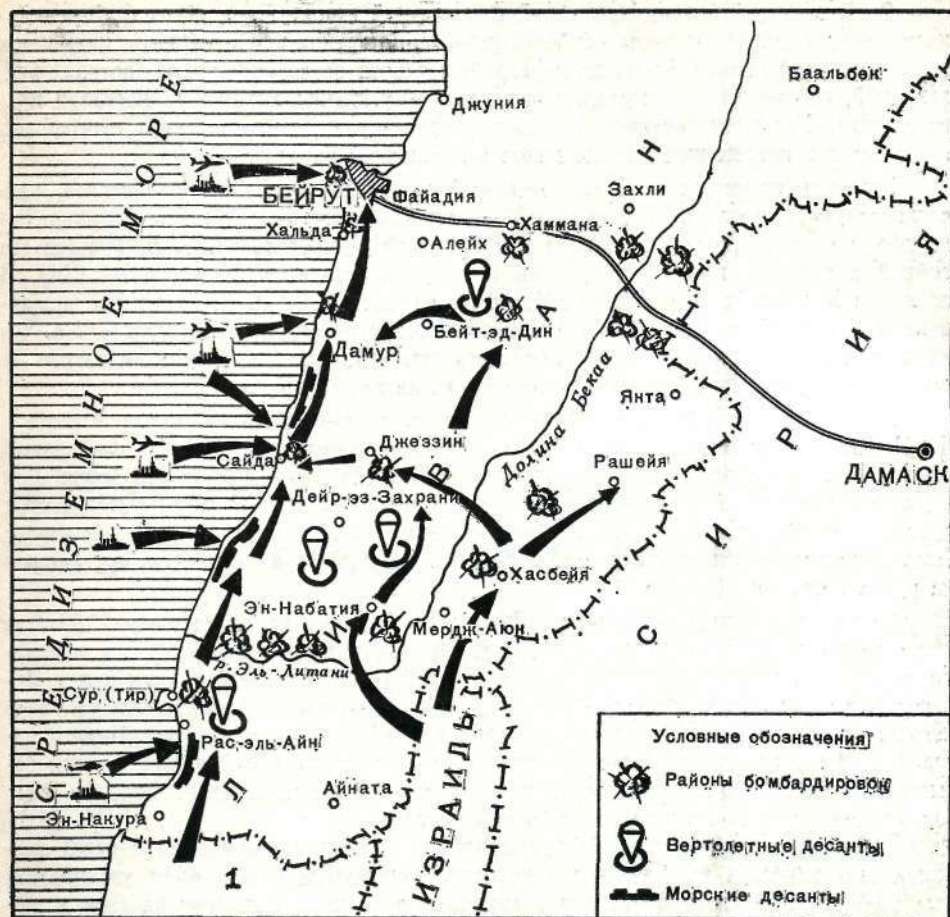 СРЕДИЗЕМНОЕ МОРЕ
Баальбек
Джуния
БЕЙРУТ
Файадия
Захли
Хаммана
Хальда
Алейх
Бейт-эд-Дин
Дамур
Янта
Долина Бекаа
Джеззин
Сайда
Рашейя
ДАМАСК
Дейр-эз-Захрани
Хасбейя
Эн-Набатия
Мердж-Аюн
р. Эль-Литани
Сур (Тир)
Рас-эль-Айн
Айната
Эн-Накура
ЛИВАН
СИРИЯ
ИЗРАИЛЬ
1
Условные обозначения
Районы бомбардировок
Вертолетные десанты
Морские десанты